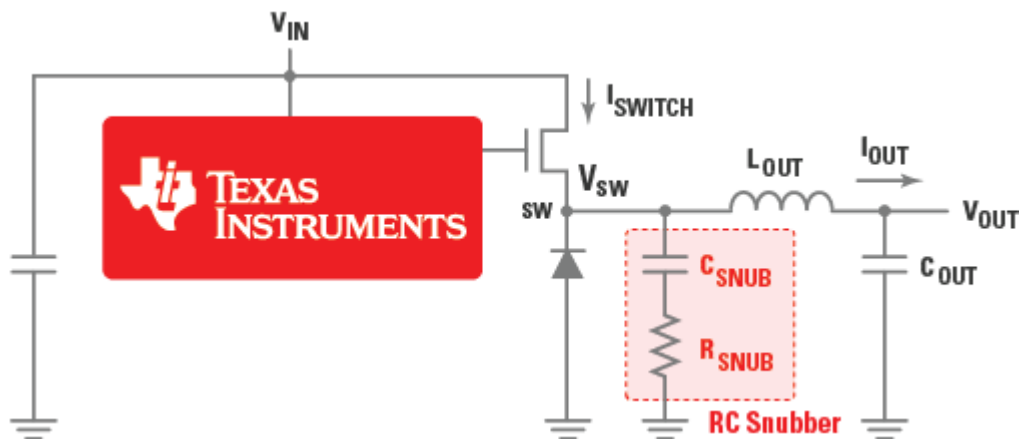 VIN
ISWITCH
TEXAS
INSTRUMENTS
VSW
SW
LOUT
IOUT
VOUT
CSNUB
RSNUB
COUT
RC Snubber